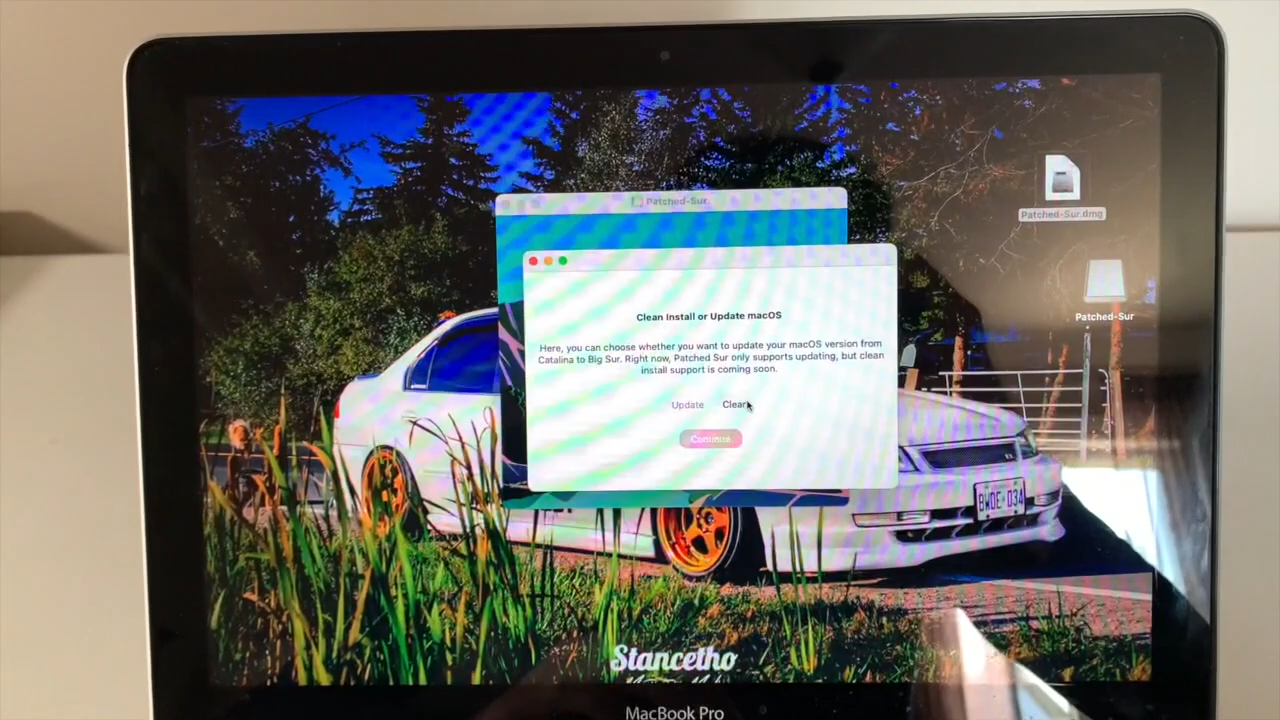 Patched-Sur
Patched-Sur.dmg
Clean Install or Update macOS
Here, you can choose whether you want to update your macOS version from
Catalina to Big Sur. Right now, Patched Sur only supports updating, but clean
install support is coming soon.
Update Clean
Continue
Patched-Sur
BWDE 034
Stancetho
MacBook Pro